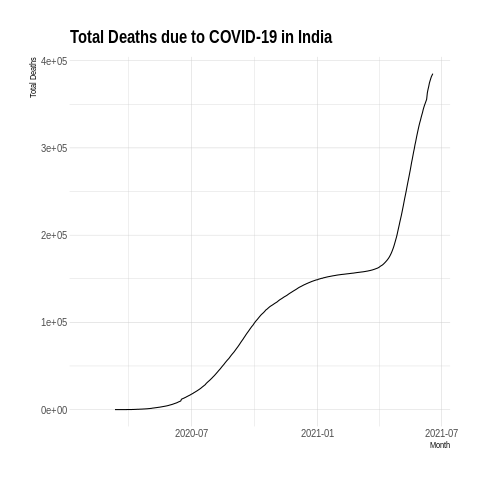 Total Deaths due to COVID-19 in India
Total Deaths
4e+05
3e+05
2e+05
1e+05
0e+00
2020-07
2021-01
2021-07
Month